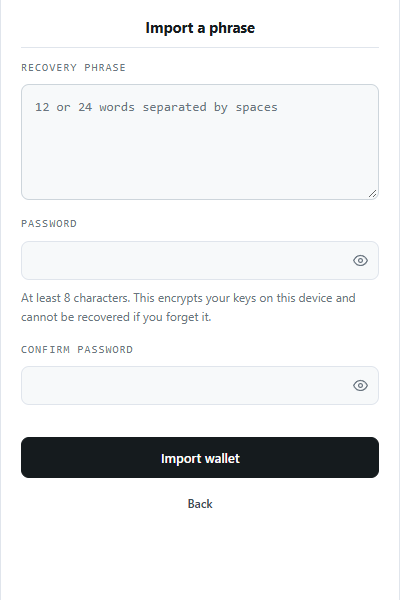 Import a phrase
RECOVERY PHRASE
12 or 24 words separated by spaces
PASSWORD
At least 8 characters. This encrypts your keys on this device and
cannot be recovered if you forget it.
CONFIRM PASSWORD
Import wallet
Back